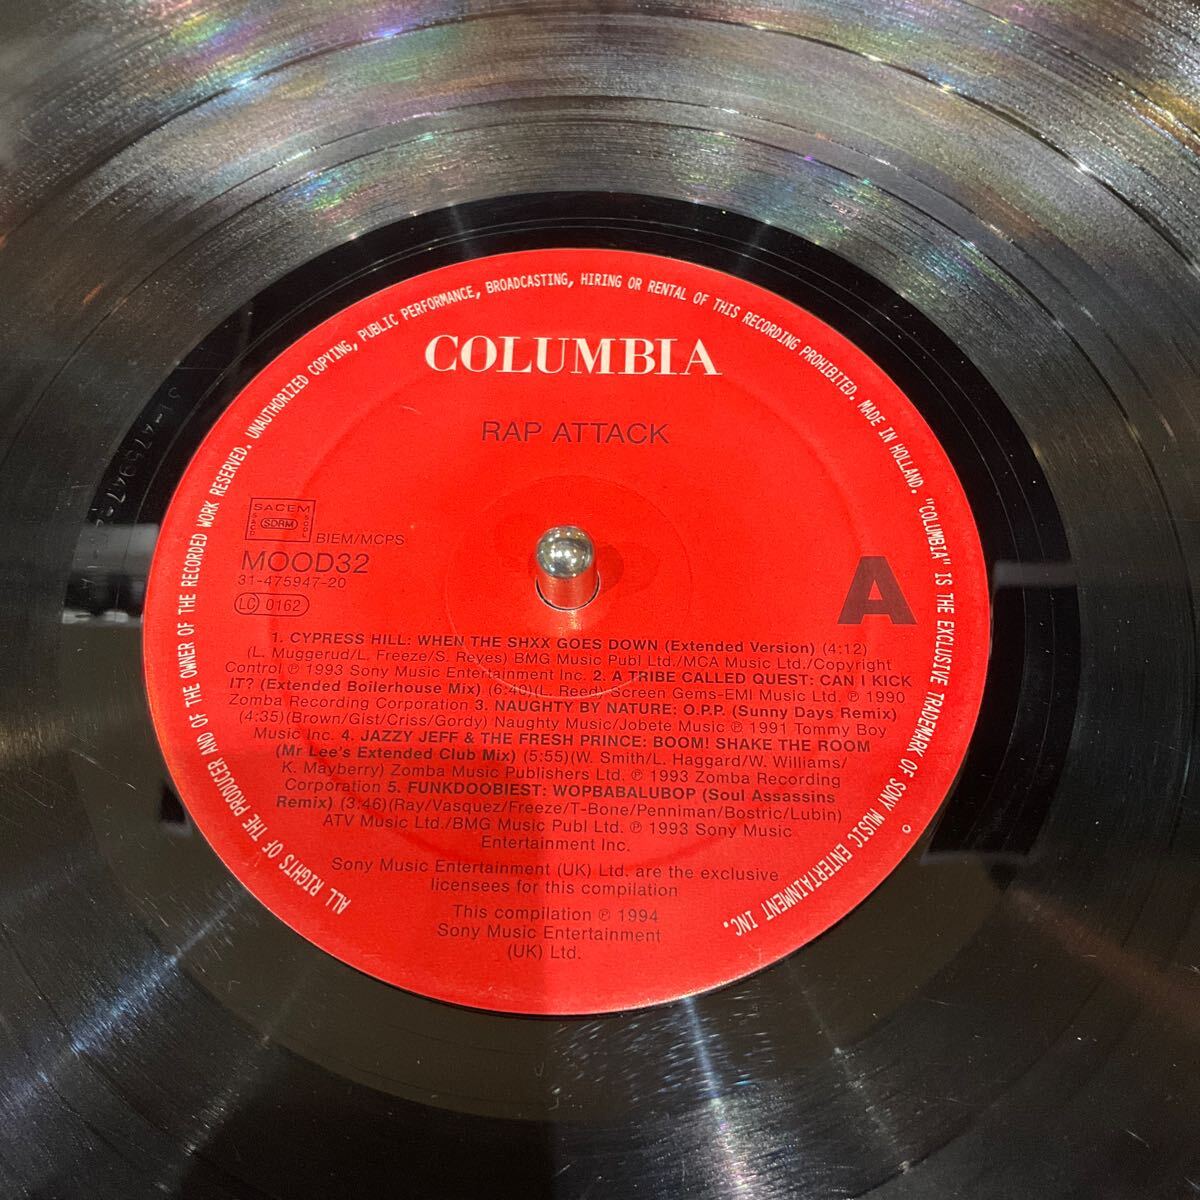 ALL RIGHTS OF THE PRODUCER AND OF THE OWNER OF THE RECORDED WORK RESERVED. UNAUTHORIZED COPYING, PUBLIC PERFORMANCE, BROADCASTING, HIRING OR RENTAL OF THIS RECORDING PROHIBITED. MADE IN HOLLAND. "COLUMBIA" IS THE EXCLUSIVE TRADEMARK OF SONY MUSIC ENTERTAINMENT INC.
COLUMBIA
RAP ATTACK
SACEM
SACD SDRM SGDL
BIEM/MCPS
MOOD32
31-475947-20
LC 0162
A
1. CYPRESS HILL: WHEN THE SHXX GOES DOWN (Extended Version) (4:12)
(L. Muggerud/L. Freeze/S. Reyes) BMG Music Publ Ltd./MCA Music Ltd./Copyright
Control ℗ 1993 Sony Music Entertainment Inc. 2. A TRIBE CALLED QUEST: CAN I KICK
IT? (Extended Boilerhouse Mix) (6:40)(L. Reed) Screen Gems-EMI Music Ltd. ℗ 1990
Zomba Recording Corporation 3. NAUGHTY BY NATURE: O.P.P. (Sunny Days Remix)
(4:35)(Brown/Gist/Criss/Gordy) Naughty Music/Jobete Music ℗ 1991 Tommy Boy
Music Inc. 4. JAZZY JEFF & THE FRESH PRINCE: BOOM! SHAKE THE ROOM
(Mr Lee's Extended Club Mix) (5:55)(W. Smith/L. Haggard/W. Williams/
K. Mayberry) Zomba Music Publishers Ltd. ℗ 1993 Zomba Recording
Corporation 5. FUNKDOOBIEST: WOPBABALUBOP (Soul Assassins
Remix) (3.46)(Ray/Vasquez/Freeze/T-Bone/Penniman/Bostric/Lubin)
ATV Music Ltd./BMG Music Publ Ltd. ℗ 1993 Sony Music
Entertainment Inc.
Sony Music Entertainment (UK) Ltd. are the exclusive
licensees for this compilation
This compilation ℗ 1994
Sony Music Entertainment
(UK) Ltd.